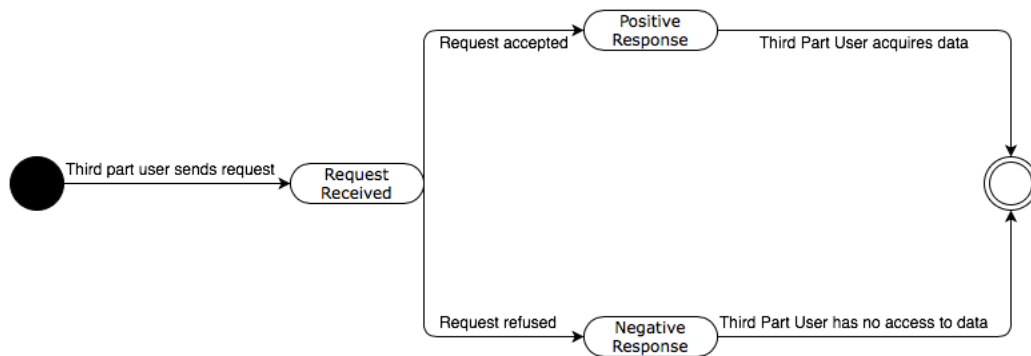 Positive
Response
Request accepted
Third Part User acquires data
Third part user sends request
Request
Received
Request refused
Negative
Response
Third Part User has no access to data